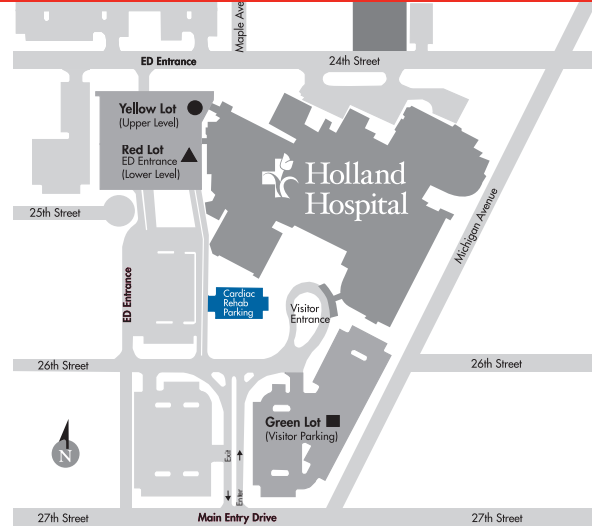 Maple Ave
ED Entrance
24th Street
Yellow Lot
(Upper Level)
Red Lot
ED Entrance
(Lower Level)
Holland
Hospital
25th Street
Michigan Avenue
ED Entrance
Cardiac
Rehab
Parking
Visitor
Entrance
26th Street
26th Street
Green Lot
(Visitor Parking)
N
Exit
Enter
27th Street
Main Entry Drive
27th Street